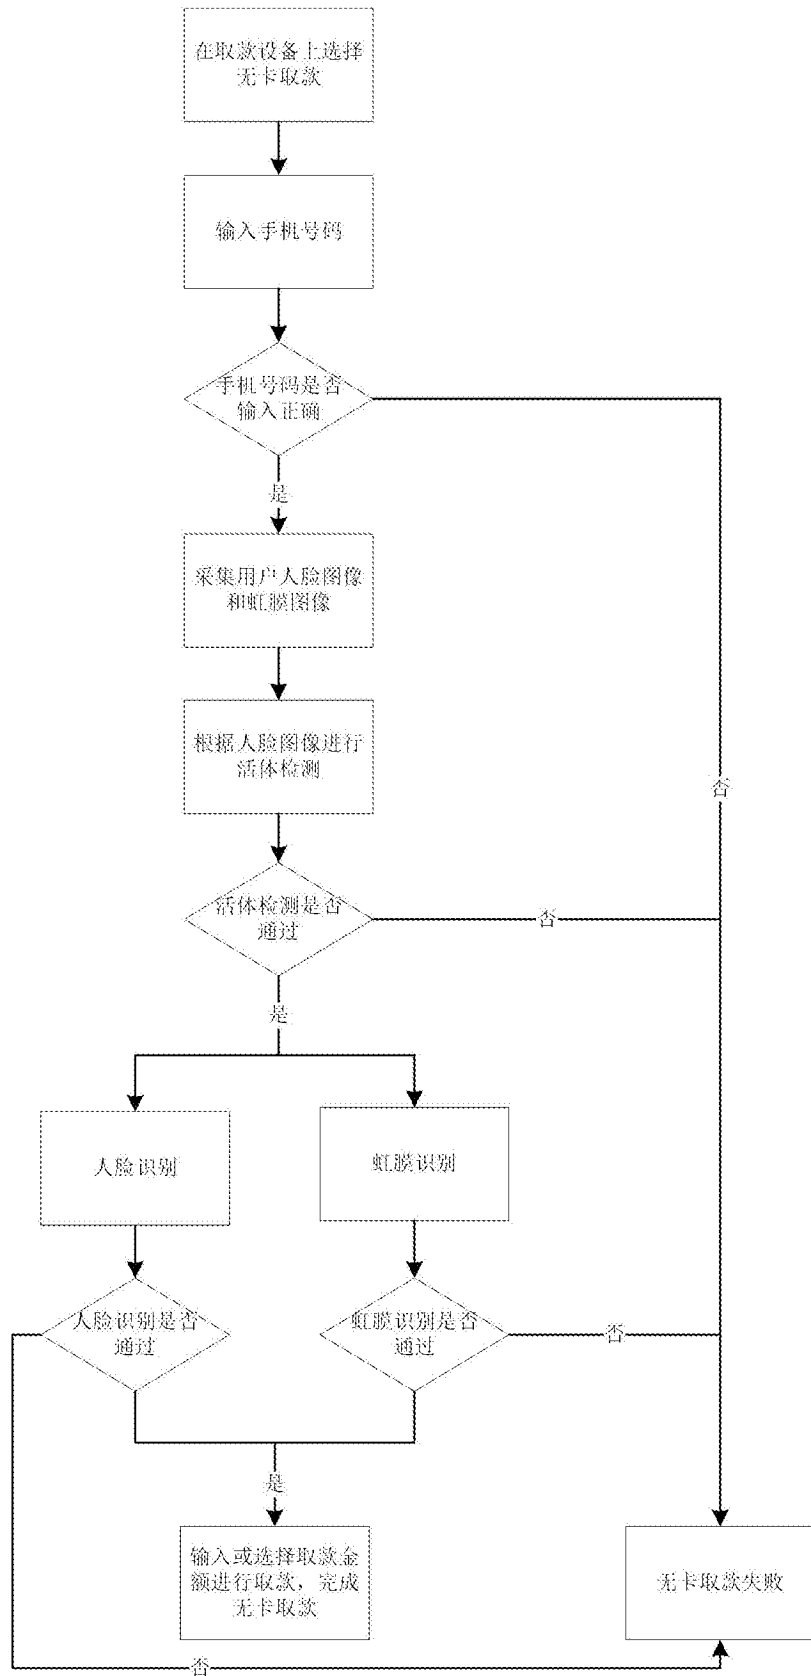 在取款设备上选择
无卡取款
输入手机号码
手机号码是否
输入正确
是
采集用户人脸图像
和虹膜图像
根据人脸图像进行
活体检测
否
活体检测是否
通过
否
是
人脸识别
虹膜识别
人脸识别是否
通过
虹膜识别是否
通过
否
是
输入或选择取款金
额进行取款，完成
无卡取款
无卡取款失败
否